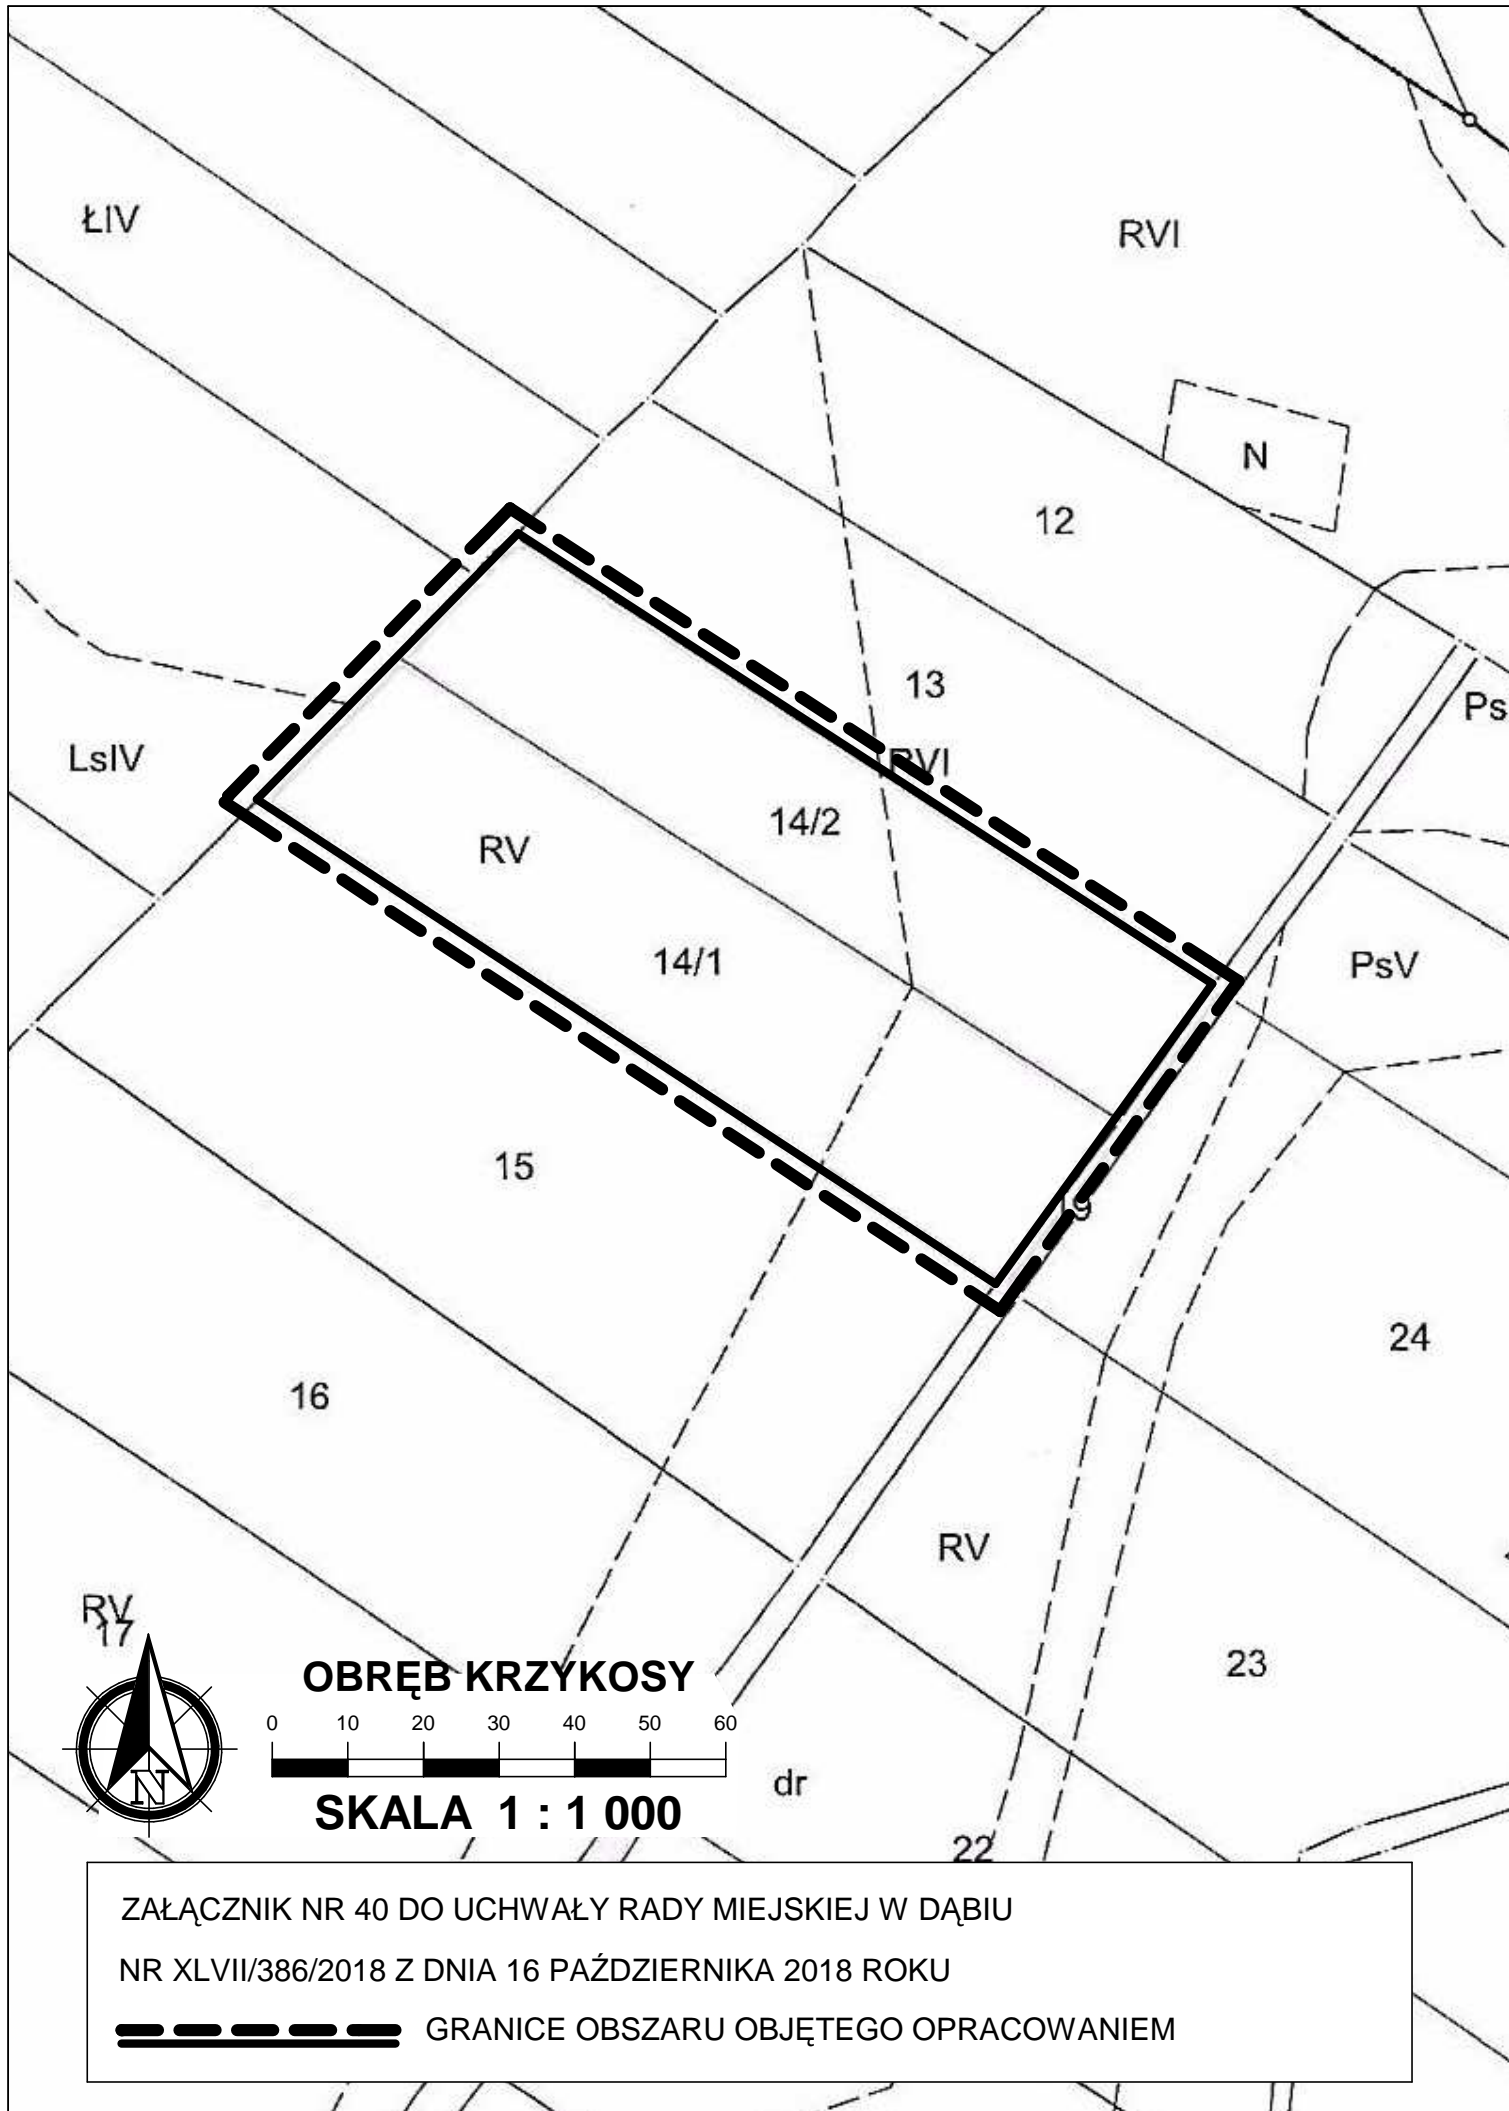 ŁIV
RVI
N
12
13
Ps
LsIV
RVI
14/2
RV
14/1
PsV
15
19
24
16
RV
RV
17
23
OBRĘB KRZYKOSY
0 10 20 30 40 50 60
N
SKALA 1 : 1 000
dr
22
ZAŁĄCZNIK NR 40 DO UCHWAŁY RADY MIEJSKIEJ W DĄBIU
NR XLVII/386/2018 Z DNIA 16 PAŹDZIERNIKA 2018 ROKU
GRANICE OBSZARU OBJĘTEGO OPRACOWANIEM